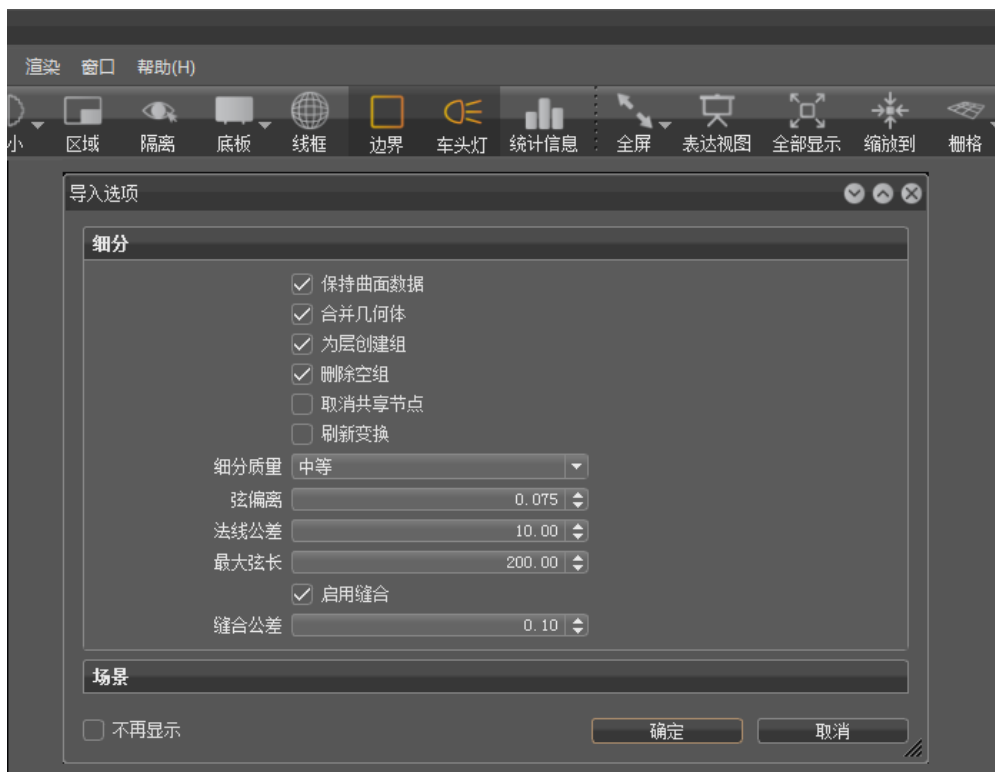 渲染 窗口 帮助(H)
小 区域 隔离 底板 线框 边界 车头灯 统计信息 全屏 表达视图 全部显示 缩放到 栅格
导入选项
细分
保持曲面数据
合并几何体
为层创建组
删除空组
取消共享节点
刷新变换
细分质量 中等
弦偏离 0.075
法线公差 10.00
最大弦长 200.00
启用缝合
缝合公差 0.10
场景
不再显示 确定 取消